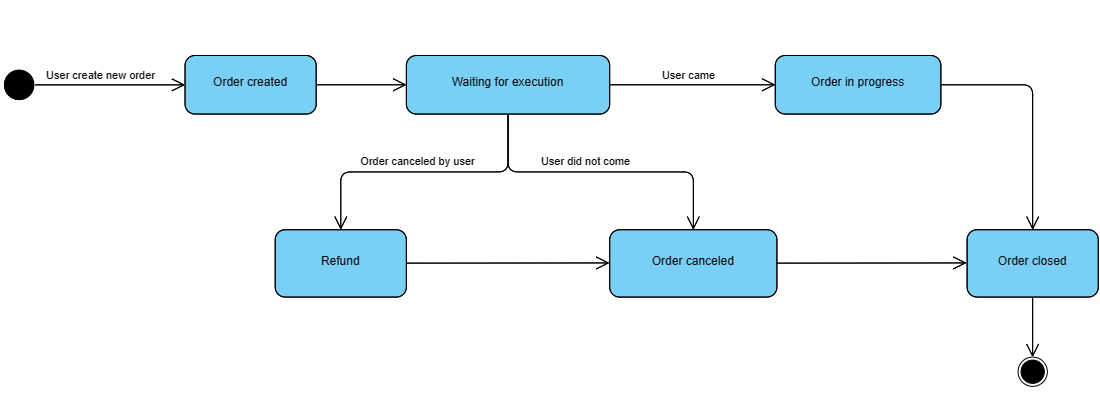 User create new order
Order created
Waiting for execution
User came
Order in progress
Order canceled by user
User did not come
Refund
Order canceled
Order closed